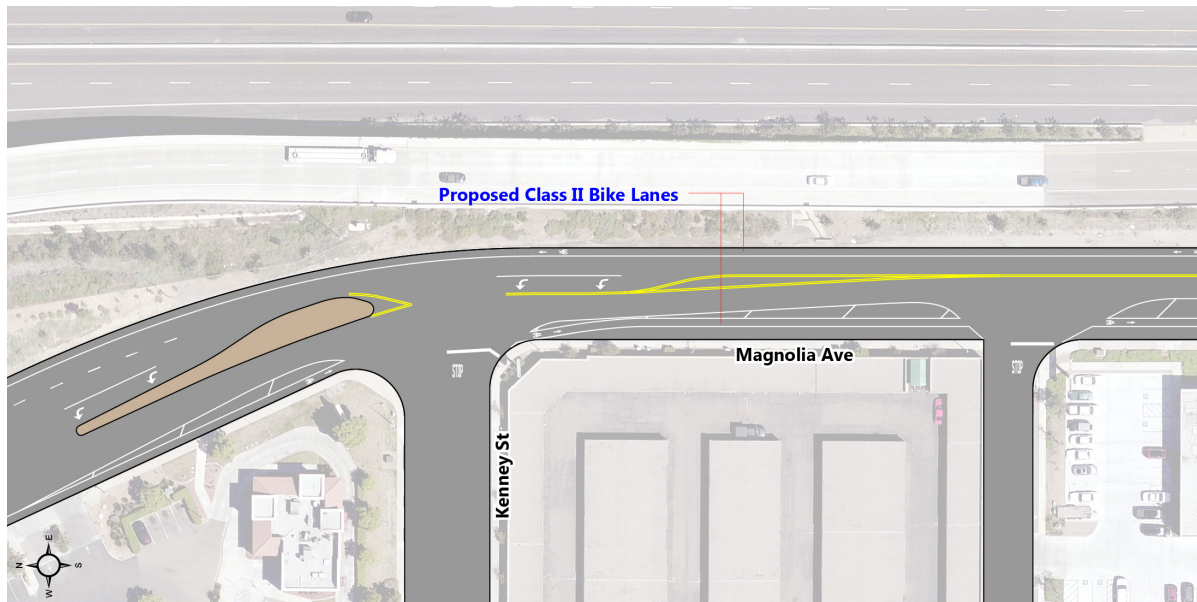 Proposed Class II Bike Lanes
Magnolia Ave
STOP
STOP
Kenney St
E
N
S
W